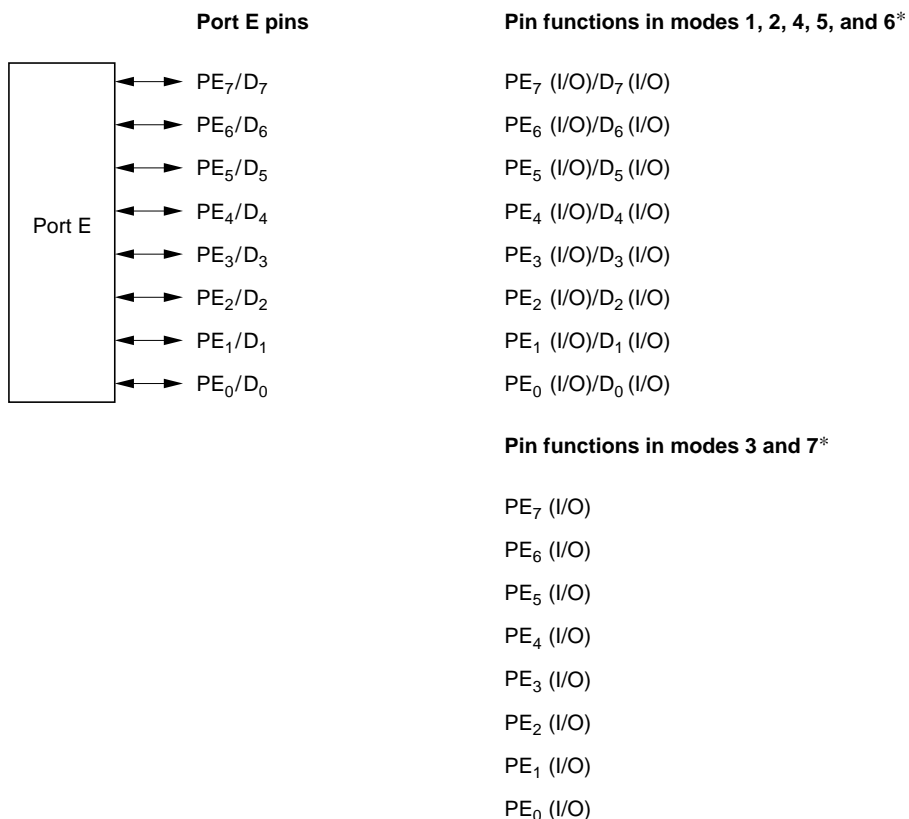 Port E pins Pin functions in modes 1, 2, 4, 5, and 6*
PE7/D7 PE7 (I/O)/D7 (I/O)
PE6/D6 PE6 (I/O)/D6 (I/O)
PE5/D5 PE5 (I/O)/D5 (I/O)
Port E PE4/D4 PE4 (I/O)/D4 (I/O)
PE3/D3 PE3 (I/O)/D3 (I/O)
PE2/D2 PE2 (I/O)/D2 (I/O)
PE1/D1 PE1 (I/O)/D1 (I/O)
PE0/D0 PE0 (I/O)/D0 (I/O)
Pin functions in modes 3 and 7*
PE7 (I/O)
PE6 (I/O)
PE5 (I/O)
PE4 (I/O)
PE3 (I/O)
PE2 (I/O)
PE1 (I/O)
PE0 (I/O)